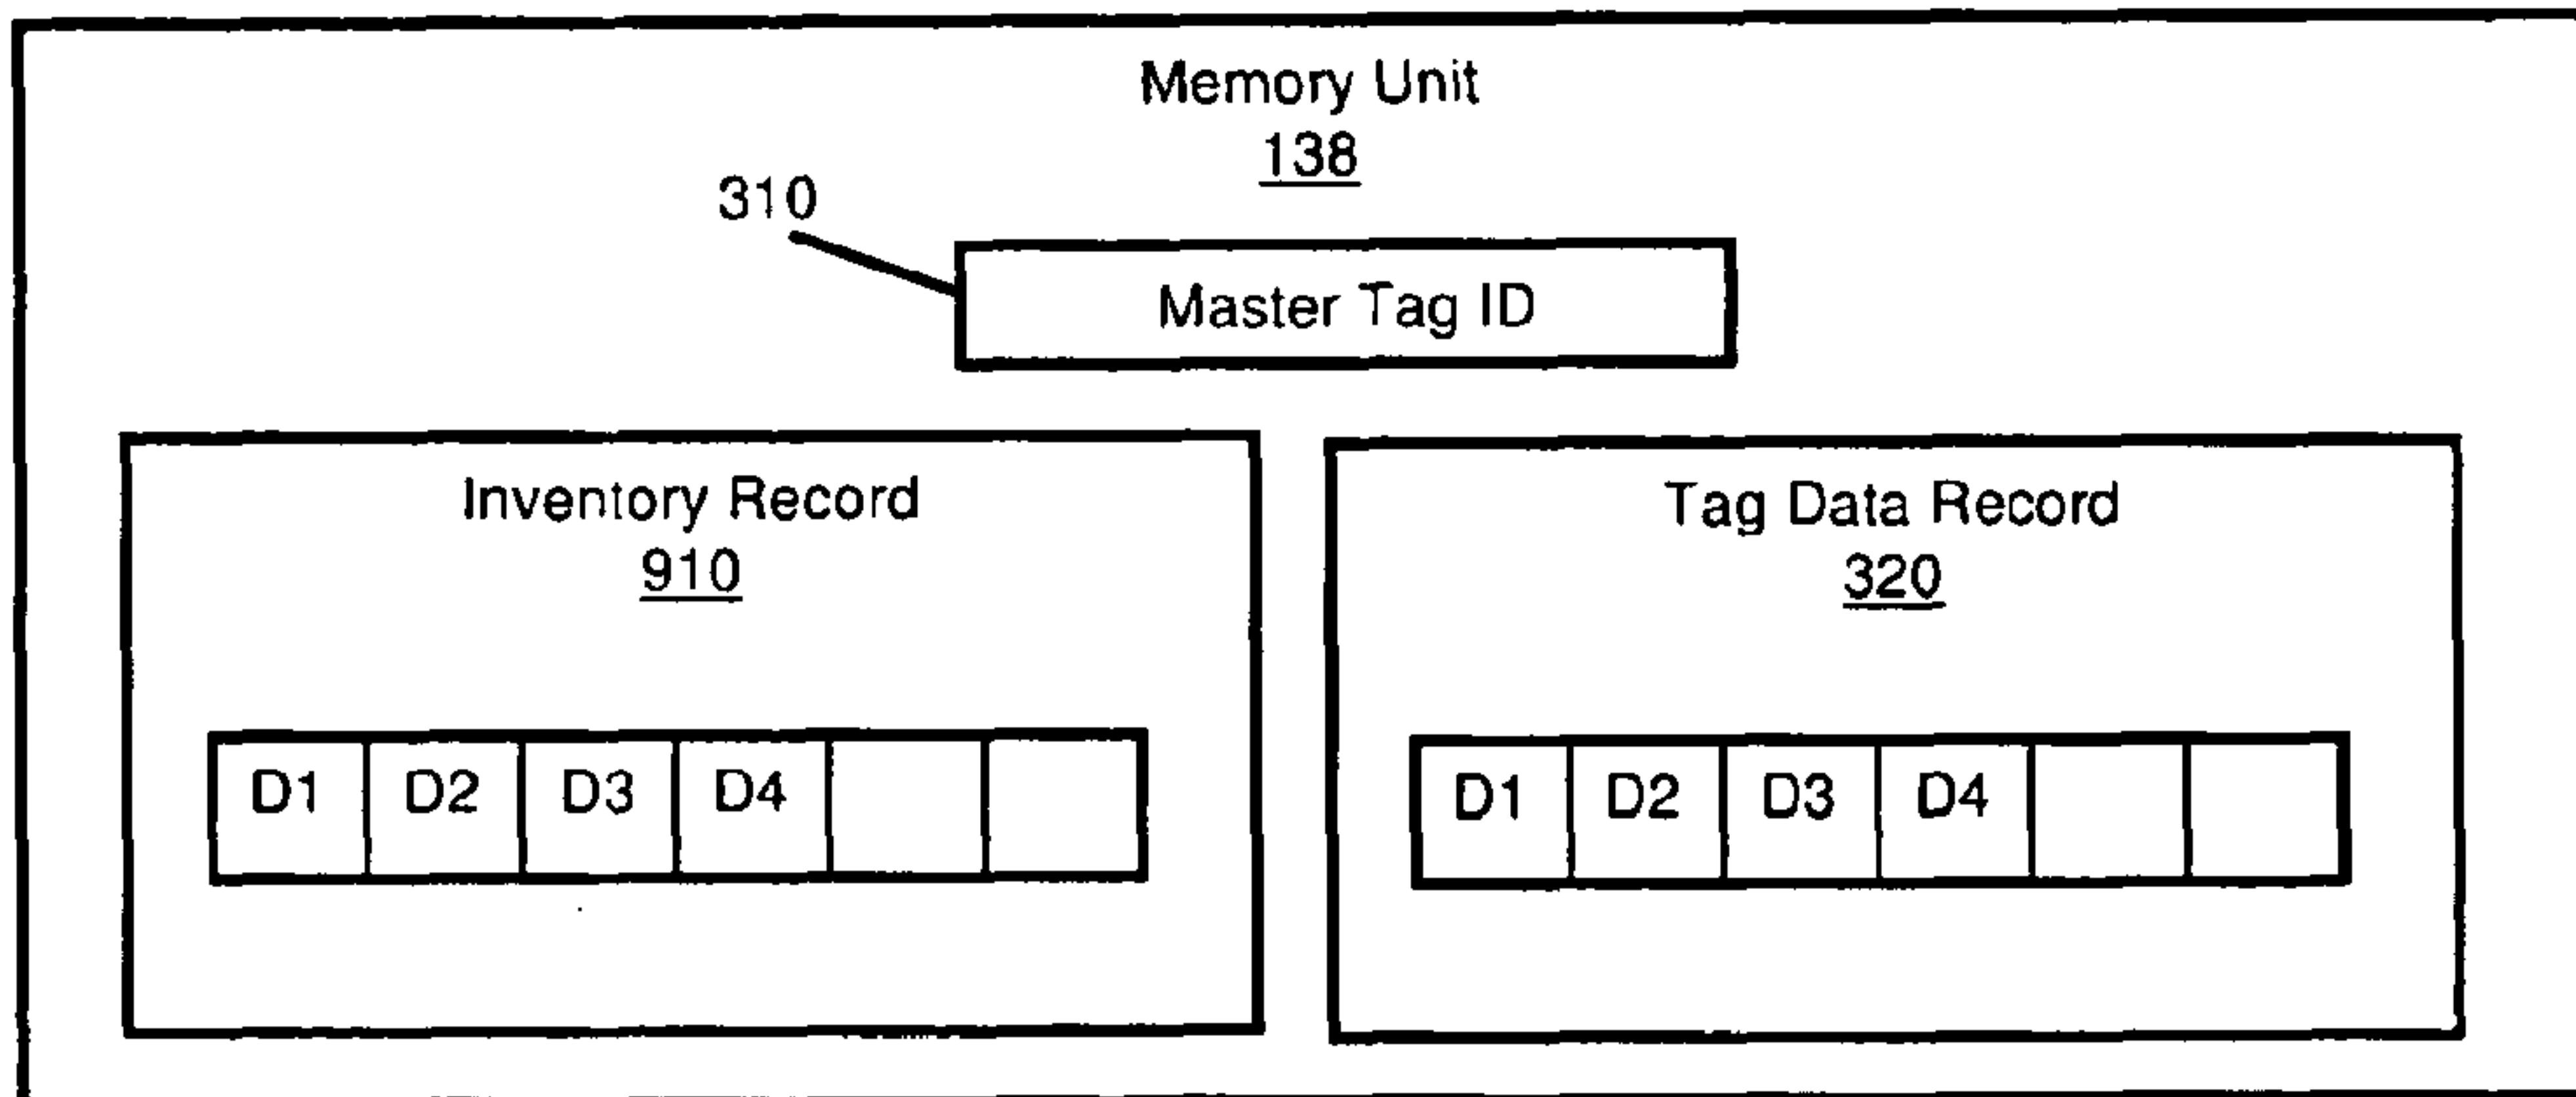 Memory Unit
138
310
Master Tag ID
Inventory Record
910
D1 D2 D3 D4
Tag Data Record
320
D1 D2 D3 D4